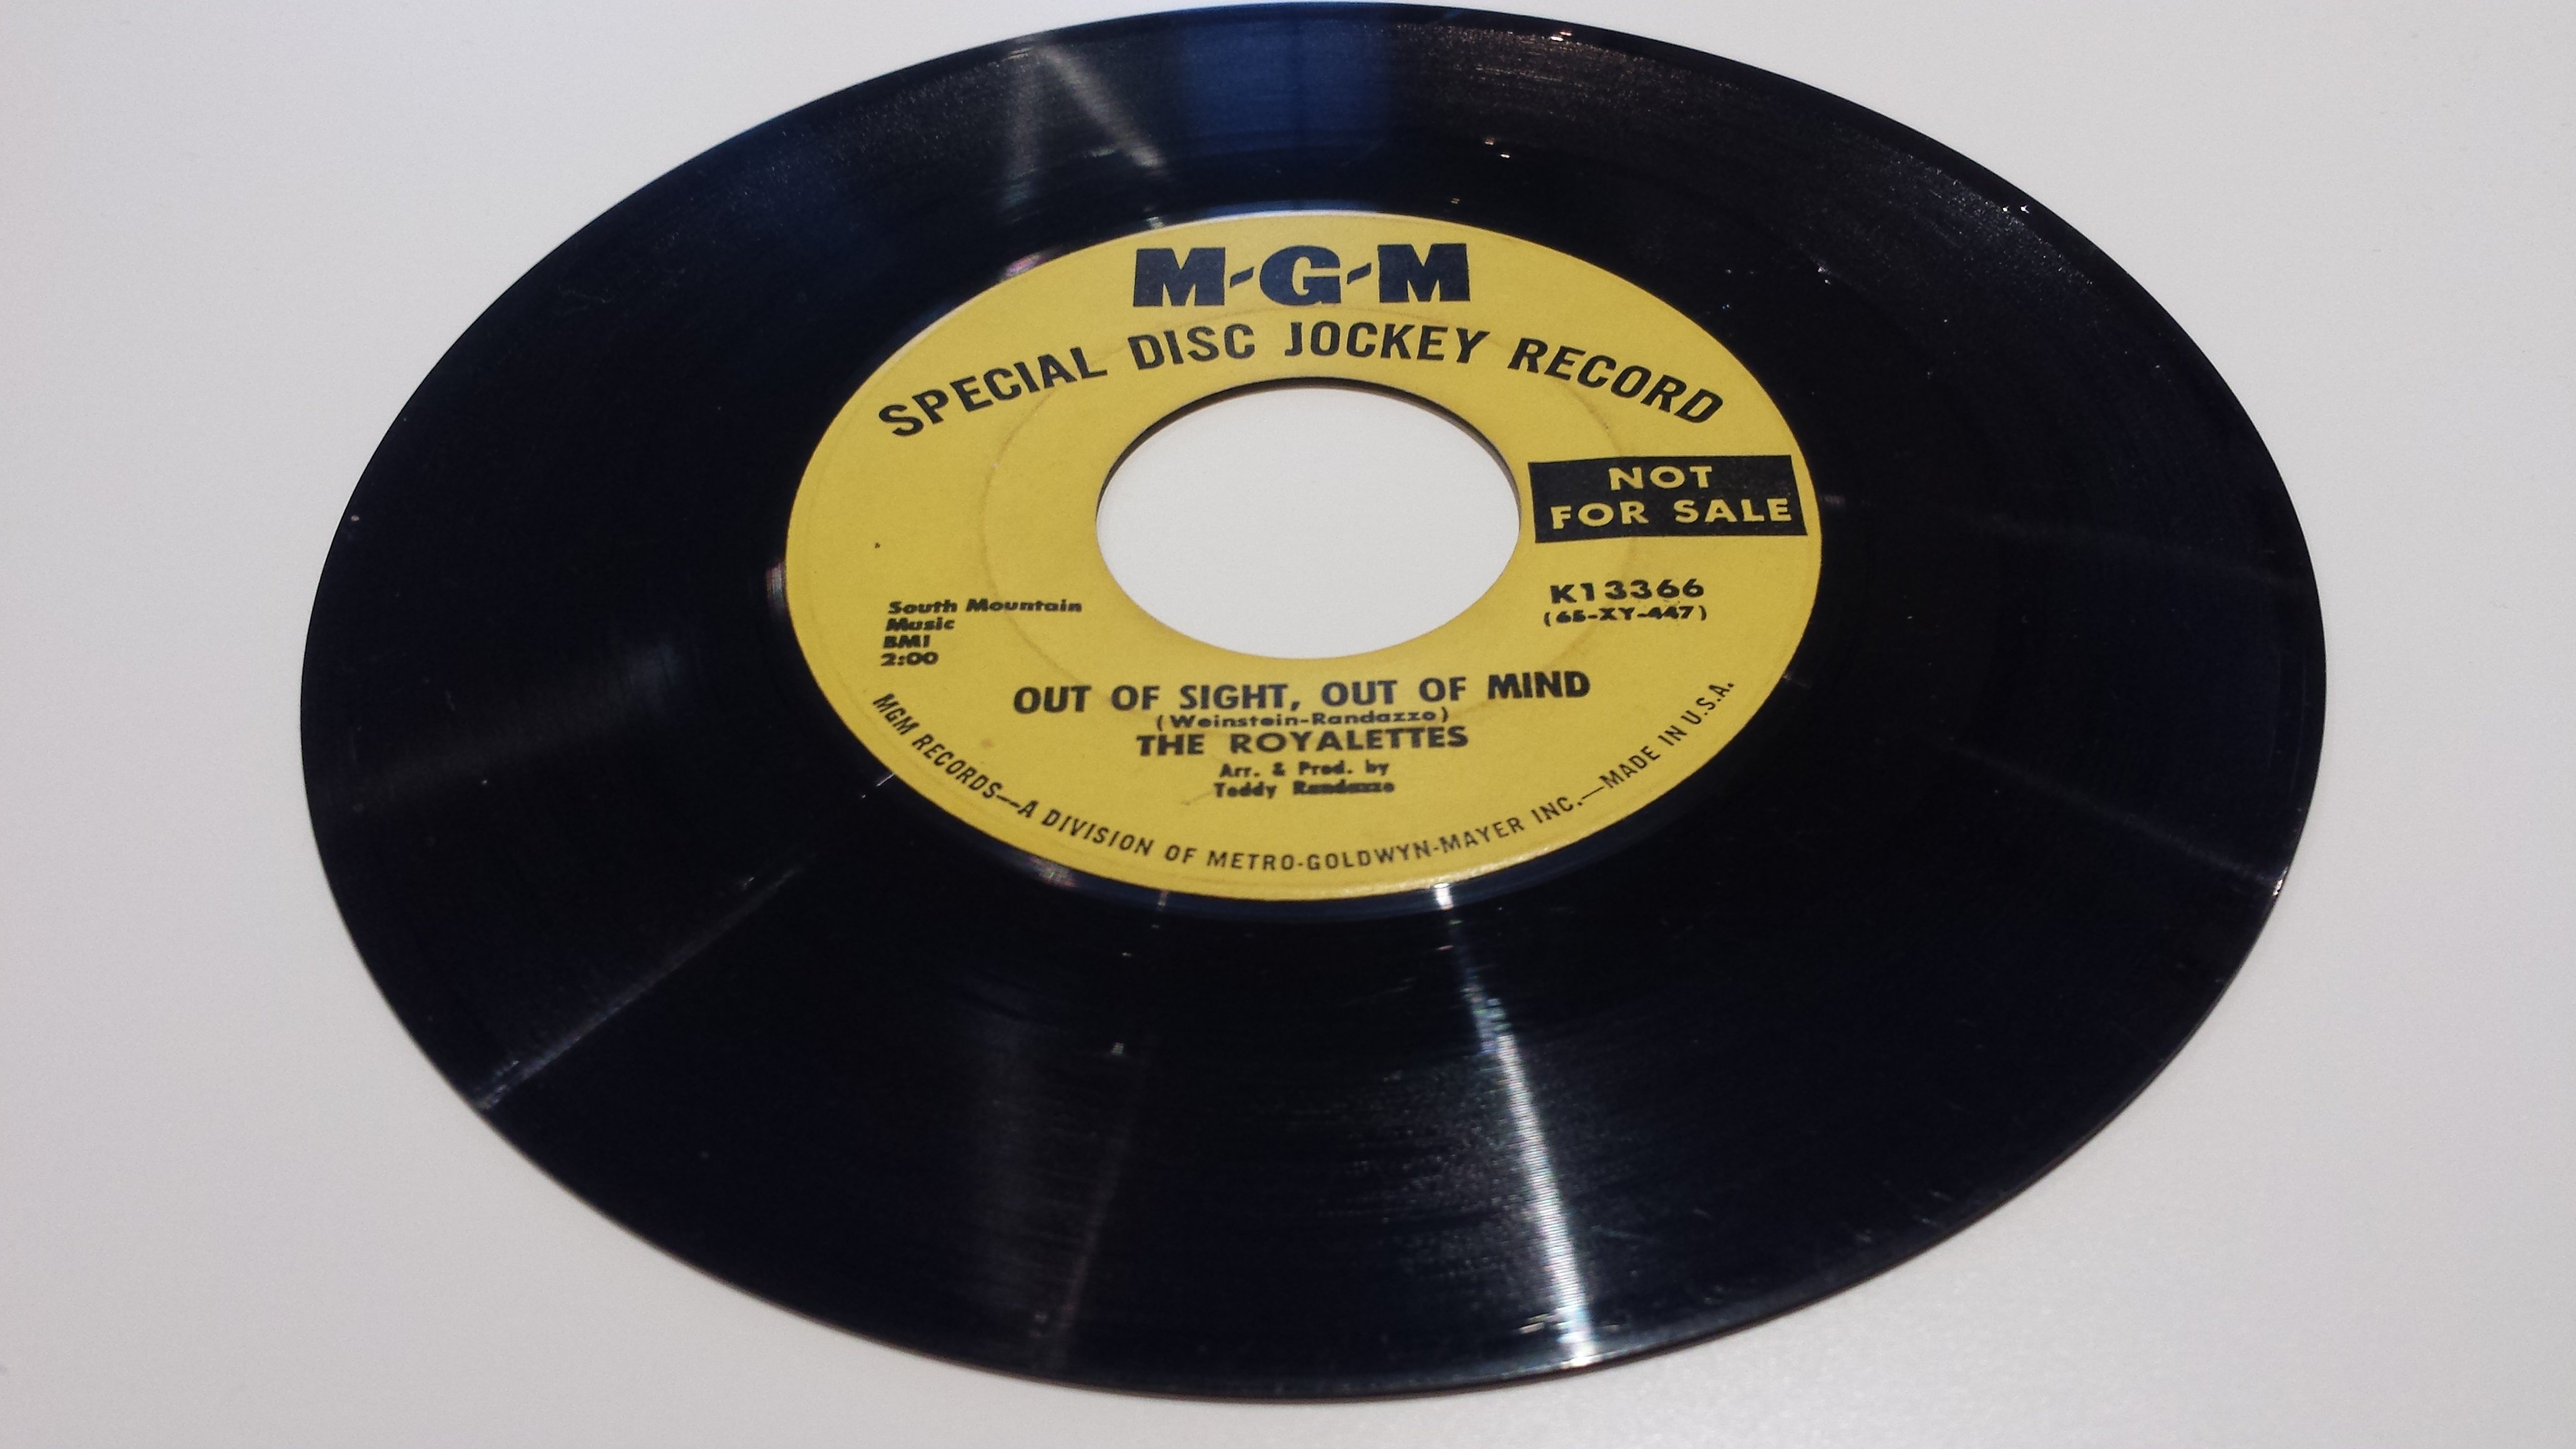 M-G-M
SPECIAL DISC JOCKEY RECORD
NOT
FOR SALE
K13366
(65-XY-447)
South Mountain
Music
BMI
2:00
OUT OF SIGHT, OUT OF MIND
(Weinstein-Randazzo)
THE ROYALETTES
Arr. & Prod. by
Teddy Randazzo
MGM RECORDS—A DIVISION OF METRO-GOLDWYN-MAYER INC.—MADE IN U.S.A.